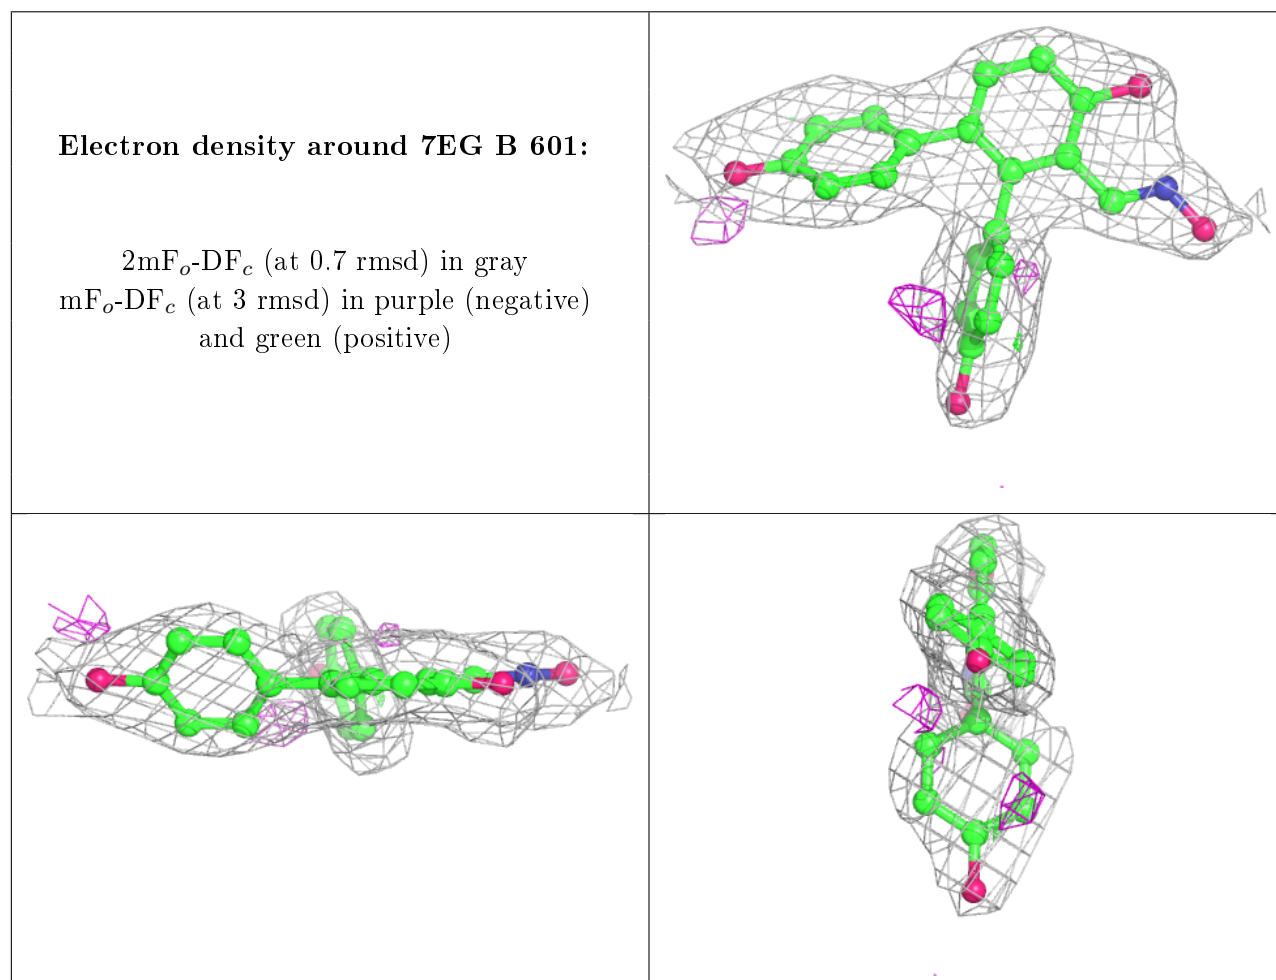 Electron density around 7EG B 601:
2mFₒ-DF𝒸 (at 0.7 rmsd) in gray
mFₒ-DF𝒸 (at 3 rmsd) in purple (negative)
and green (positive)